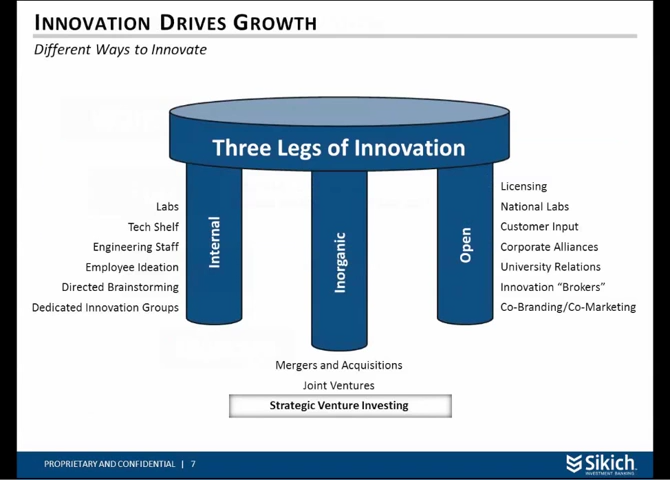 INNOVATION DRIVES GROWTH
Different Ways to Innovate
Three Legs of Innovation
Internal
Labs
Tech Shelf
Engineering Staff
Employee Ideation
Directed Brainstorming
Dedicated Innovation Groups
Inorganic
Mergers and Acquisitions
Joint Ventures
Strategic Venture Investing
Open
Licensing
National Labs
Customer Input
Corporate Alliances
University Relations
Innovation “Brokers”
Co-Branding/Co-Marketing
PROPRIETARY AND CONFIDENTIAL | 7
Sikich
INVESTMENT BANKING